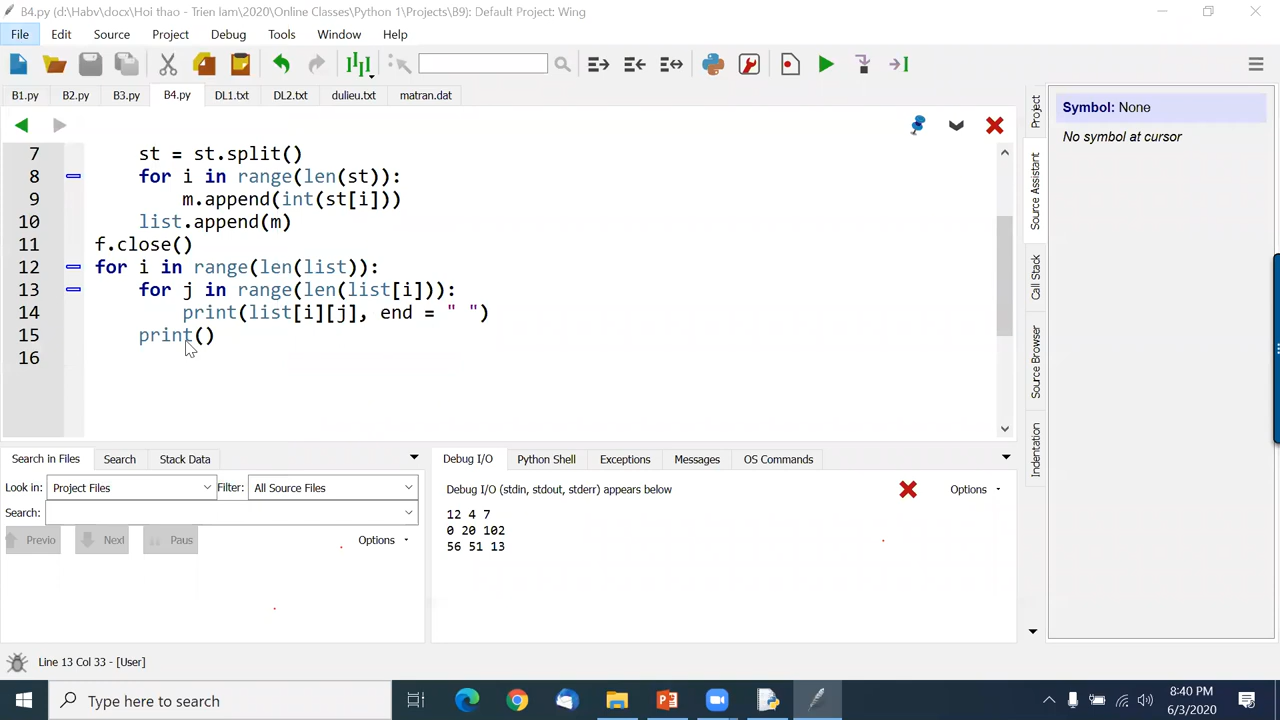 B4.py (d:\Habv\docx\Hoi thao - Trien lam\2020\Online Classes\Python 1\Projects\B9): Default Project: Wing
File Edit Source Project Debug Tools Window Help
B1.py B2.py B3.py B4.py DL1.txt DL2.txt dulieu.txt matran.dat
7 st = st.split()
8 for i in range(len(st)):
9 m.append(int(st[i]))
10 list.append(m)
11 f.close()
12 for i in range(len(list)):
13 for j in range(len(list[i])):
14 print(list[i][j], end = " ")
15 print()
16
Project
Source Assistant
Call Stack
Source Browser
Indentation
Symbol: None
No symbol at cursor
Search in Files Search Stack Data
Look in: Project Files Filter: All Source Files
Search:
Previo Next Paus Options
Debug I/O Python Shell Exceptions Messages OS Commands
Debug I/O (stdin, stdout, stderr) appears below Options
12 4 7
0 20 102
56 51 13
Line 13 Col 33 - [User]
Type here to search
8:40 PM
6/3/2020